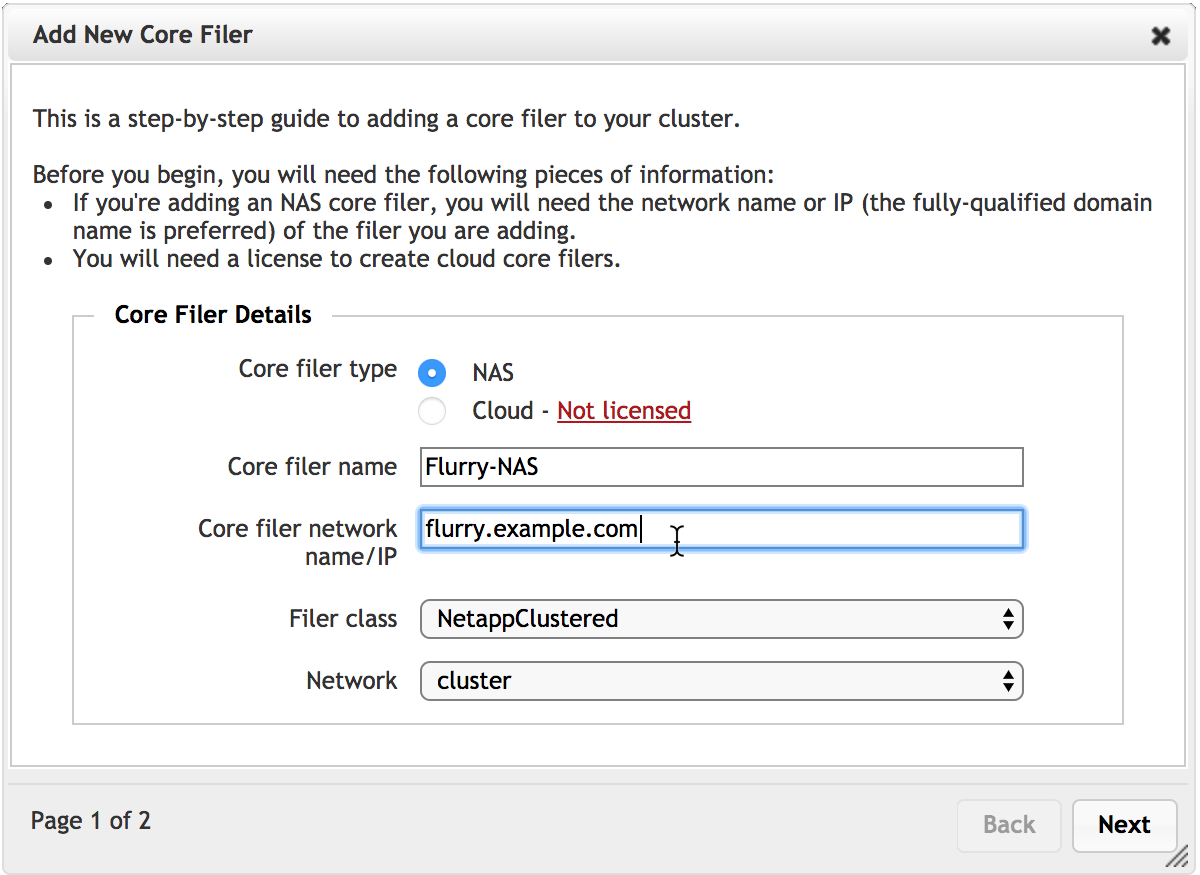 Add New Core Filer
This is a step-by-step guide to adding a core filer to your cluster.
Before you begin, you will need the following pieces of information:
• If you're adding an NAS core filer, you will need the network name or IP (the fully-qualified domain
name is preferred) of the filer you are adding.
• You will need a license to create cloud core filers.
Core Filer Details
Core filer type NAS
Cloud - Not licensed
Core filer name Flurry-NAS
Core filer network flurry.example.com
name/IP
Filer class NetappClustered
Network cluster
Page 1 of 2 Back Next